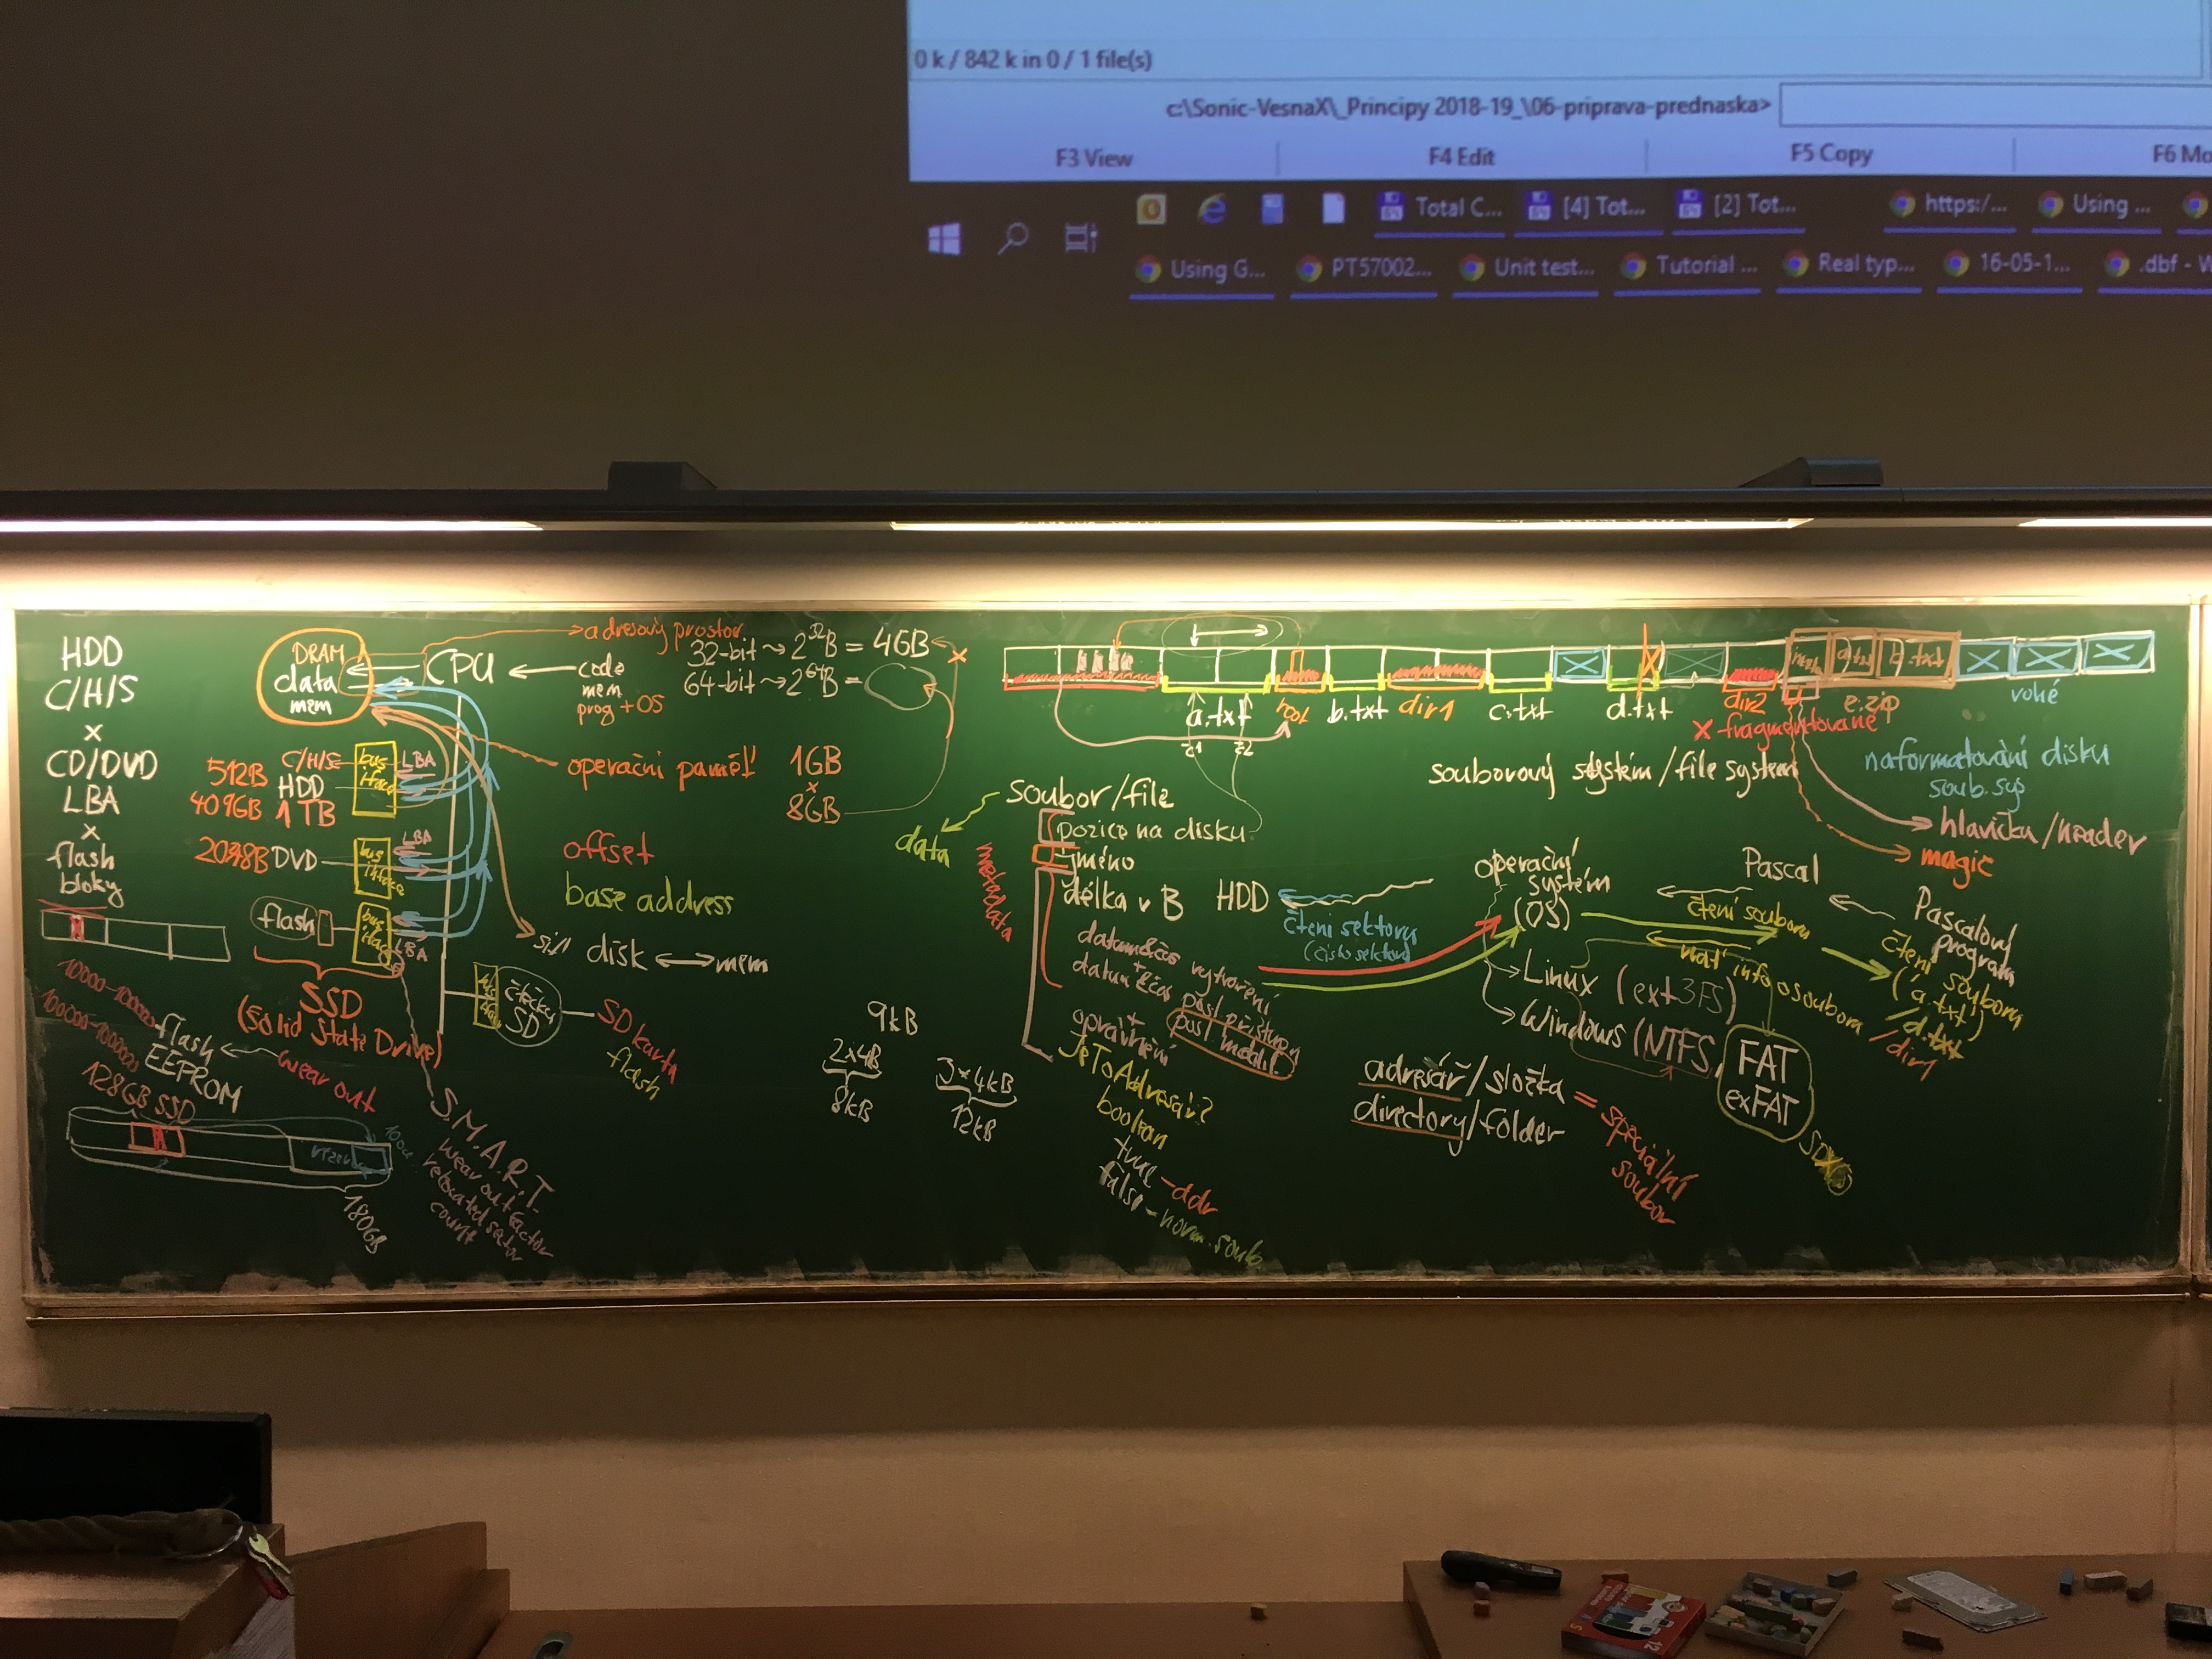 0 k / 842 k in 0 / 1 file(s)
c:\Sonic-VesnaX\_Principy 2018-19_\06-priprava-prednaska>
F3 View
F4 Edit
F5 Copy
F6 Mo
Total C...
[4] Tot...
[2] Tot...
https:/...
Using ...
Using G...
PT57002...
Unit test...
Tutorial ...
Real typ...
16-05-1...
.dbf - W
HDD
C/H/S
x
CD/DVD
LBA
x
flash
bloky
DRAM
data
mem
CPU
code
mem
prog + OS
adresový prostor
32-bit ~> 2^32 B = 4GB
64-bit ~> 2^64 B =
operační paměť
1GB
x
8GB
512B
4096B
C/H/S
HDD
1TB
bus
iface
LBA
2048B DVD
bus
iface
LBA
flash
bus
iface
LBA
SSD
(Solid State Drive)
offset
base address
síť
disk <-> mem
čtečka
SD
SD karta
flash
10000-100000
100000-1000000
flash
EEPROM
wear out
128GB SSD
180GB
S.M.A.R.T.
wear out factor
relocated sector
count
9kB
2x4B
8kB
3x4kB
12kB
a.txt
root
b.txt
dir1
c.txt
d.txt
dir2
e.zip
volné
a.txt
b.txt
č1
č2
x fragmentované
souborový systém / file system
naformátování disku
soub. sys
hlavička/header
magic
soubor/file
data
metadata
pozice na disku
jméno
délka v B
datum&čas vytvoření
datum & čas posl přístupu
posl. modif.
oprávnění
JeToAdresář?
boolean
true - adr
false - norm. soub.
HDD
čtení sektoru
(číslo sektoru)
operační
systém
(OS)
Linux (ext3FS)
Windows (NTFS,
FAT
exFAT
SDXC
Pascal
čtení souboru
vrať info o souboru /dir1
Pascalový
program
čtení souboru
('a.txt')
/d.txt
adresář/složka
directory/folder
= speciální
soubor